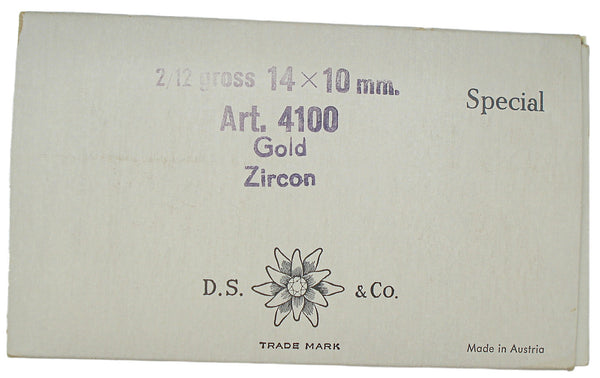 2/12 gross 14×10 mm.
Art. 4100
Special
Gold
Zircon
D.S. & Co.
TRADE MARK
Made in Austria